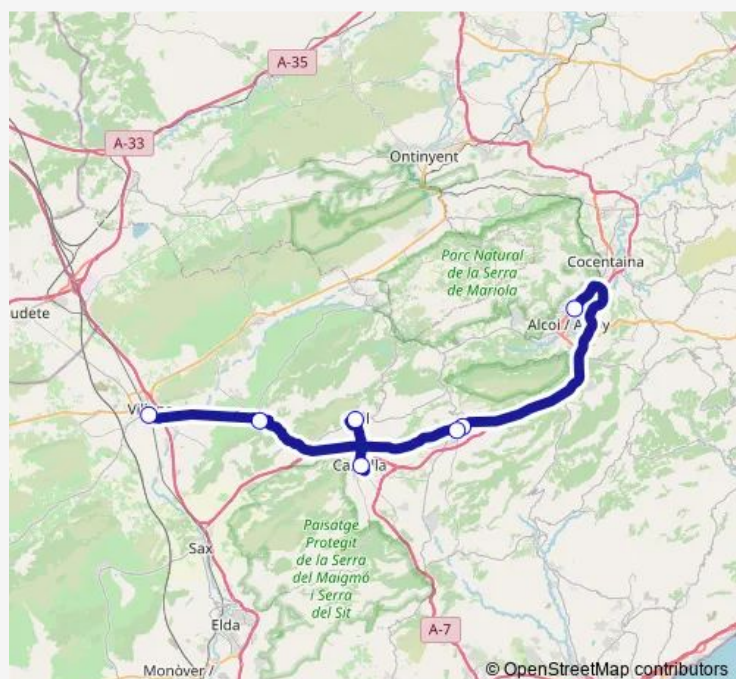 A-35
A-33
Ontinyent
Parc Natural
de la Serra
de Mariola
Cocentaina
udete
Alcoi /
Sax
Paisatge
Protegit
de la Serra
del Maigmó
i Serra
del Sit
Elda
A-7
Monòver /
© OpenStreetMap contributors